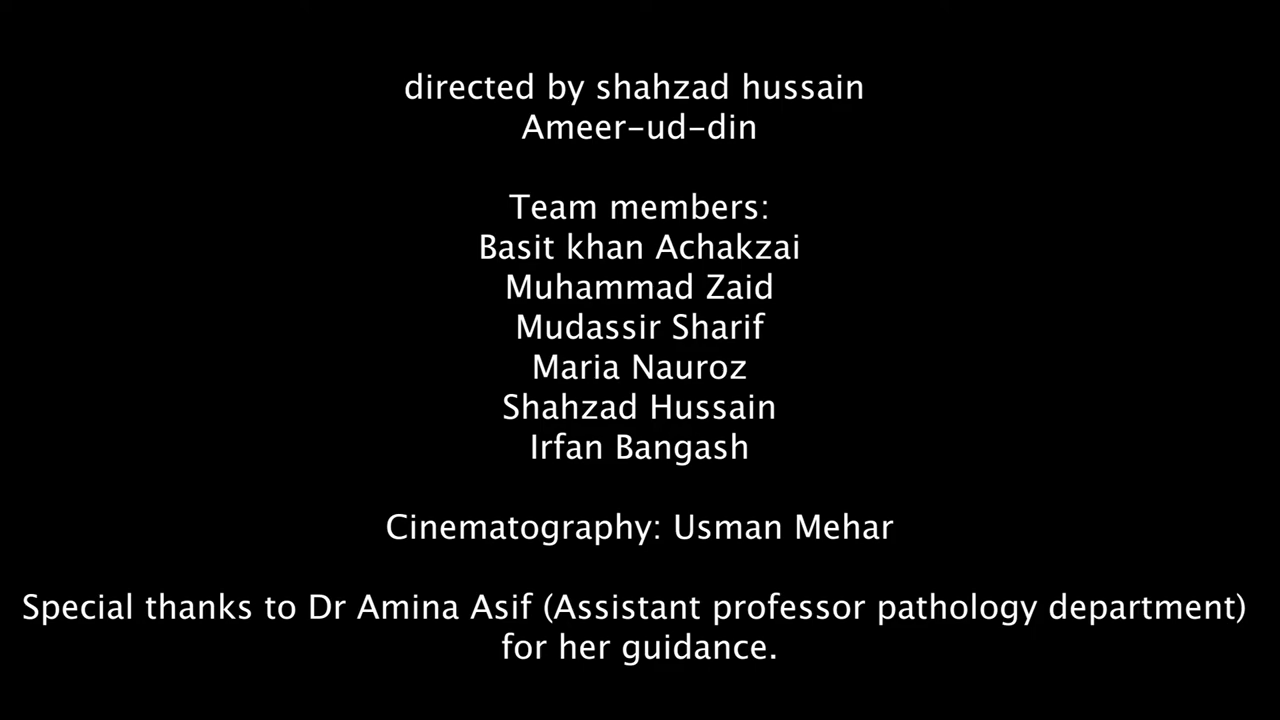 directed by shahzad hussain
Ameer-ud-din
Team members:
Basit khan Achakzai
Muhammad Zaid
Mudassir Sharif
Maria Nauroz
Shahzad Hussain
Irfan Bangash
Cinematography: Usman Mehar
Special thanks to Dr Amina Asif (Assistant professor pathology department)
for her guidance.